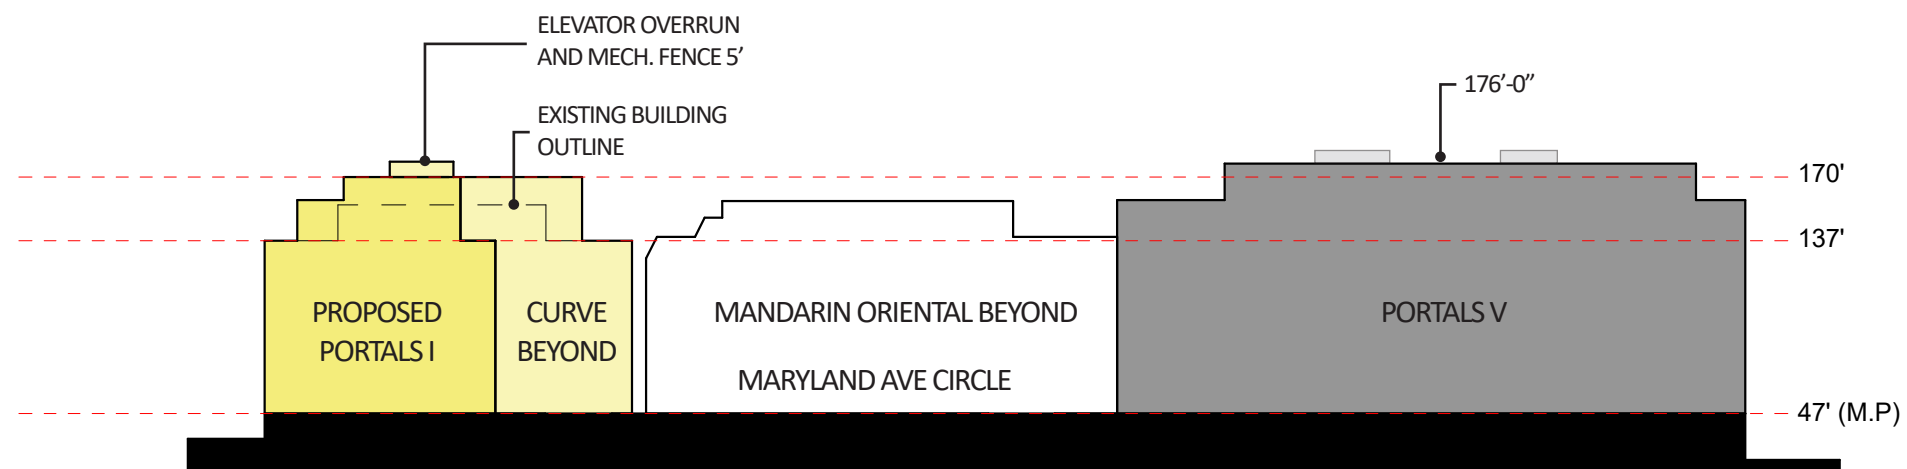 ELEVATOR OVERRUN
AND MECH. FENCE 5’
EXISTING BUILDING
OUTLINE
176’-0”
170'
137'
PROPOSED
PORTALS I
CURVE
BEYOND
MANDARIN ORIENTAL BEYOND
MARYLAND AVE CIRCLE
PORTALS V
47' (M.P)